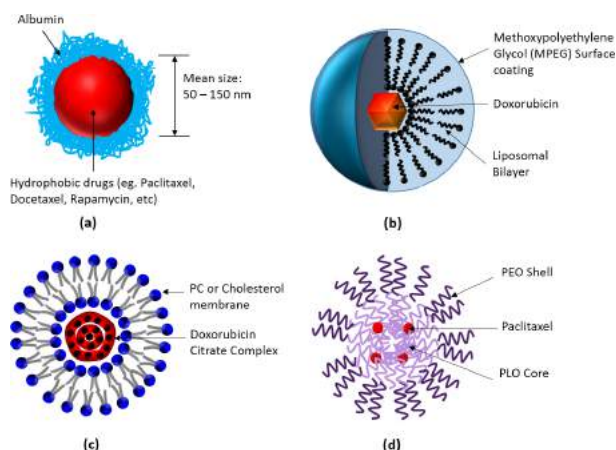 Albumin
Mean size:
50 – 150 nm
Hydrophobic drugs (eg. Paclitaxel,
Docetaxel, Rapamycin, etc)
(a)
Methoxypolyethylene
Glycol (MPEG) Surface
coating
Doxorubicin
Liposomal
Bilayer
(b)
PC or Cholesterol
membrane
Doxorubicin
Citrate Complex
(c)
PEO Shell
Paclitaxel
PLO Core
(d)